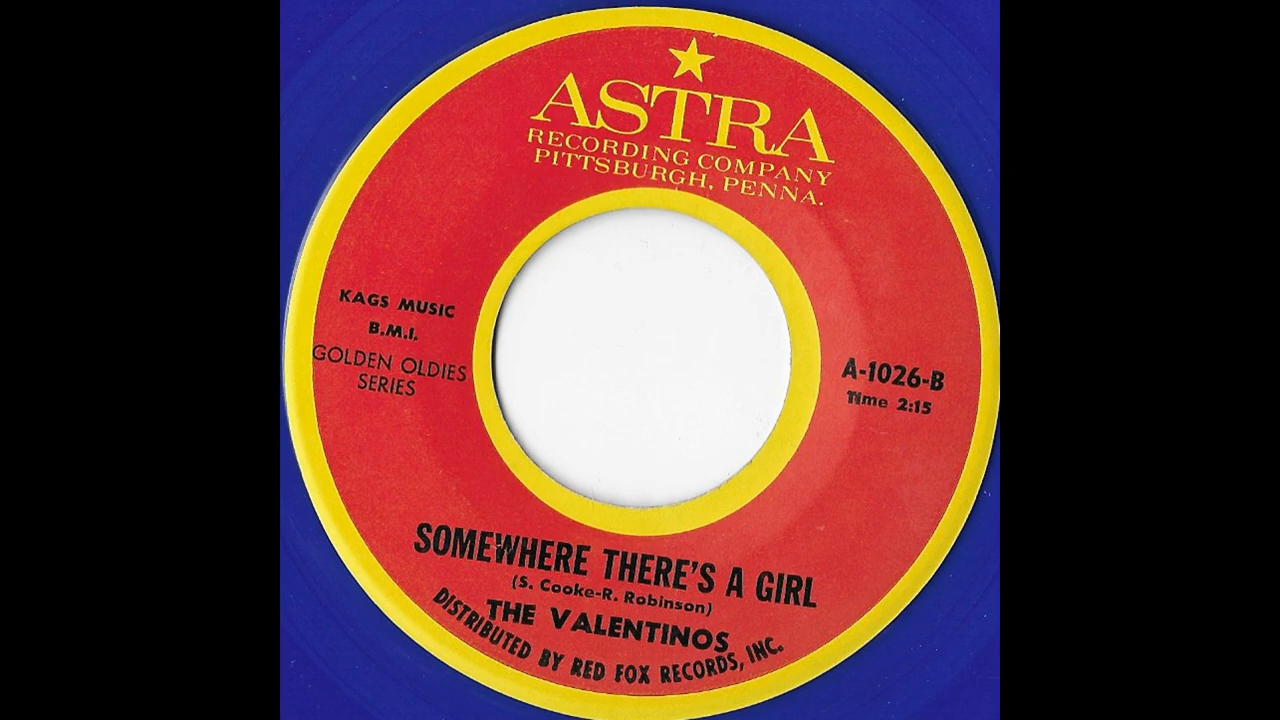 ASTRA
RECORDING COMPANY
PITTSBURGH, PENNA.
KAGS MUSIC
B.M.I.
GOLDEN OLDIES
SERIES
A-1026-B
Time 2:15
SOMEWHERE THERE'S A GIRL
(S. Cooke-R. Robinson)
THE VALENTINOS
DISTRIBUTED BY RED FOX RECORDS, INC.